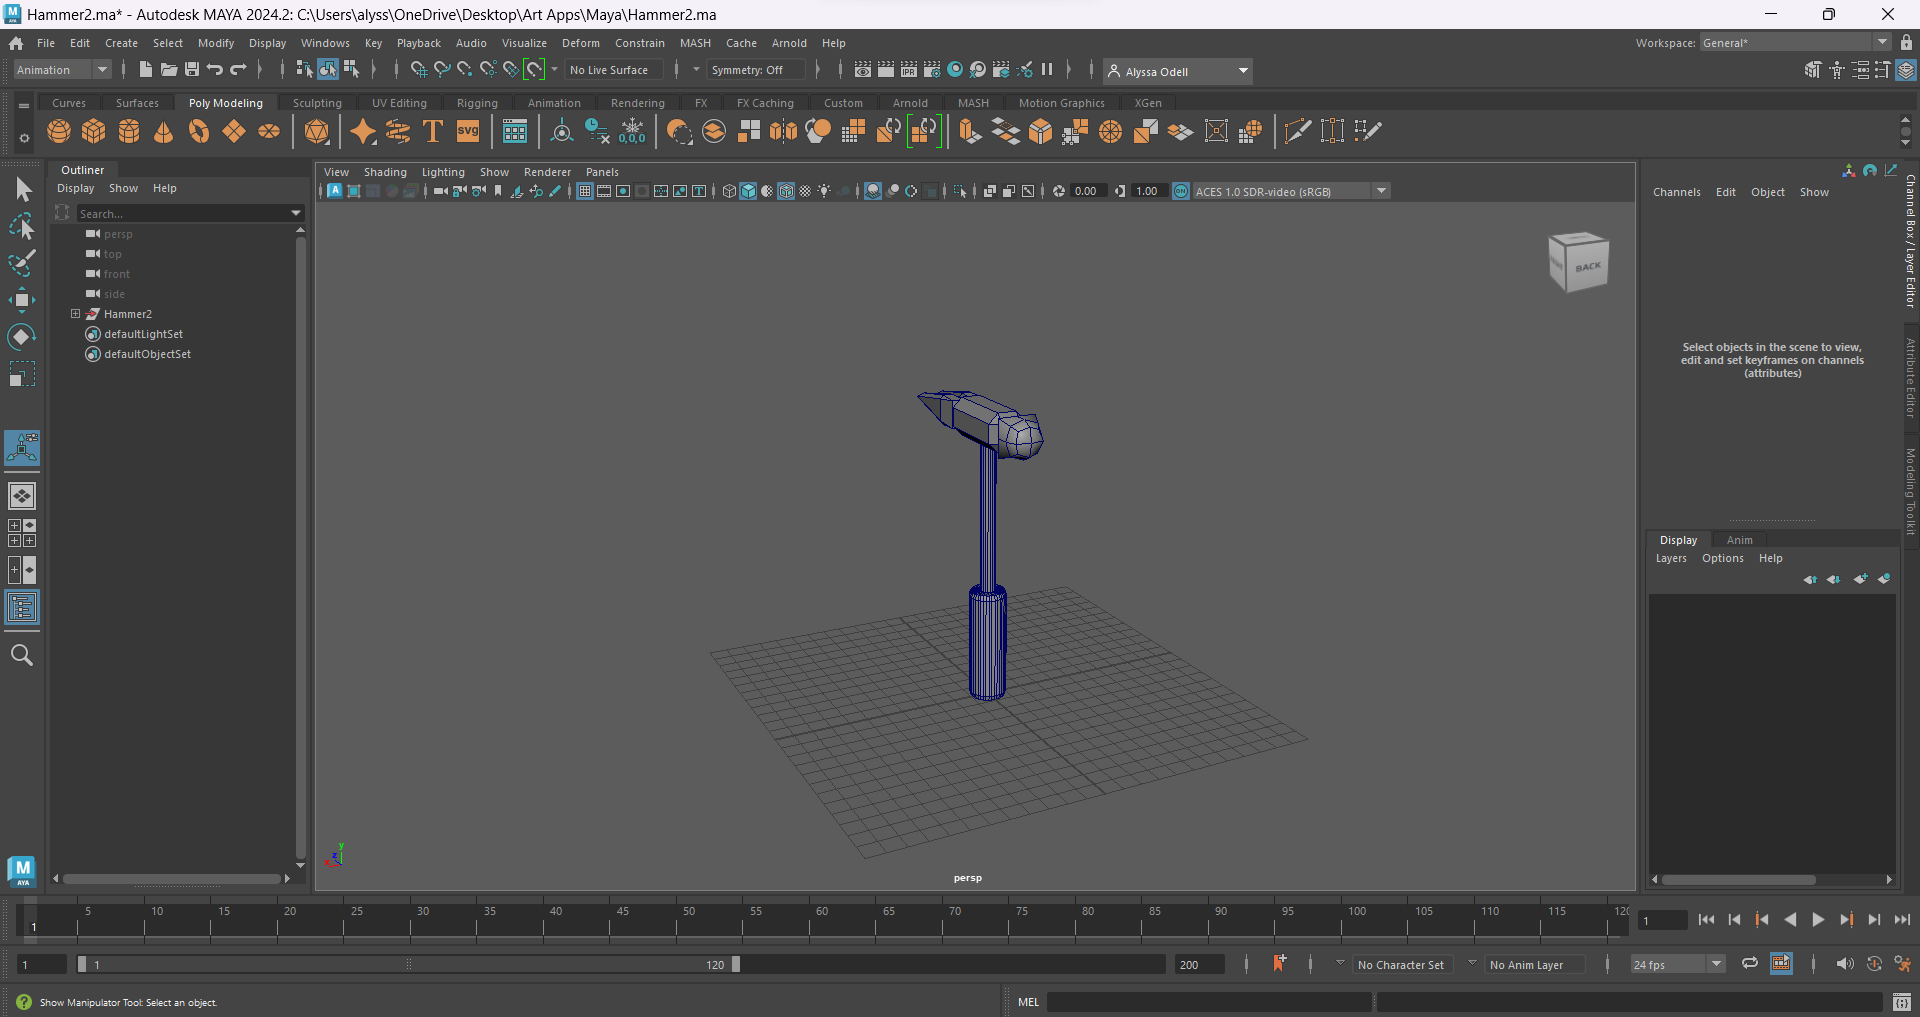 Hammer2.ma* - Autodesk MAYA 2024.2: C:\Users\alyss\OneDrive\Desktop\Art Apps\Maya\Hammer2.ma
File Edit Create Select Modify Display Windows Key Playback Audio Visualize Deform Constrain MASH Cache Arnold Help
Workspace: General*
Animation
No Live Surface
Symmetry: Off
IPR
Alyssa Odell
Curves Surfaces Poly Modeling Sculpting UV Editing Rigging Animation Rendering FX FX Caching Custom Arnold MASH Motion Graphics XGen
T svg 0,0,0
Outliner
Display Show Help
Search...
persp
top
front
side
Hammer2
defaultLightSet
defaultObjectSet
View Shading Lighting Show Renderer Panels
A
0.00
1.00
ON
ACES 1.0 SDR-video (sRGB)
BACK
persp
y
z
x
Channels Edit Object Show
Select objects in the scene to view,
edit and set keyframes on channels
(attributes)
Channel Box / Layer Editor
Attribute Editor
Modeling Toolkit
Display Anim
Layers Options Help
M
AYA
5 10 15 20 25 30 35 40 45 50 55 60 65 70 75 80 85 90 95 100 105 110 115 120
1
1
1
1
120
200
No Character Set
No Anim Layer
24 fps
Show Manipulator Tool: Select an object.
MEL